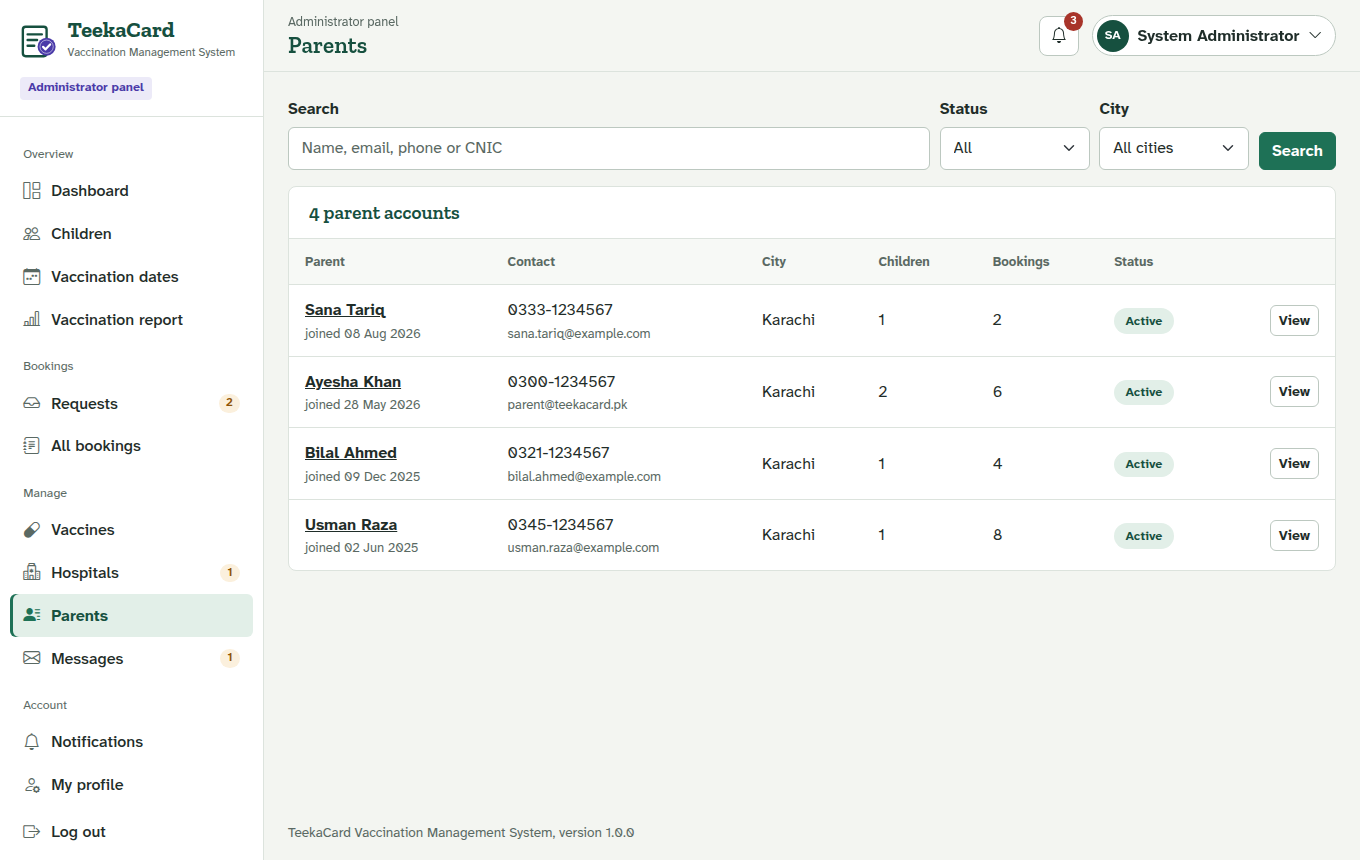 TeekaCard
Vaccination Management System
Administrator panel
Overview
Dashboard
Children
Vaccination dates
Vaccination report
Bookings
Requests 2
All bookings
Manage
Vaccines
Hospitals 1
Parents
Messages 1
Account
Notifications
My profile
Log out
Administrator panel
Parents
3
SA System Administrator
Search Status City
Name, email, phone or CNIC All All cities Search
4 parent accounts
Parent Contact City Children Bookings Status
Sana Tariq 0333-1234567 Karachi 1 2 Active View
joined 08 Aug 2026 sana.tariq@example.com
Ayesha Khan 0300-1234567 Karachi 2 6 Active View
joined 28 May 2026 parent@teekacard.pk
Bilal Ahmed 0321-1234567 Karachi 1 4 Active View
joined 09 Dec 2025 bilal.ahmed@example.com
Usman Raza 0345-1234567 Karachi 1 8 Active View
joined 02 Jun 2025 usman.raza@example.com
TeekaCard Vaccination Management System, version 1.0.0